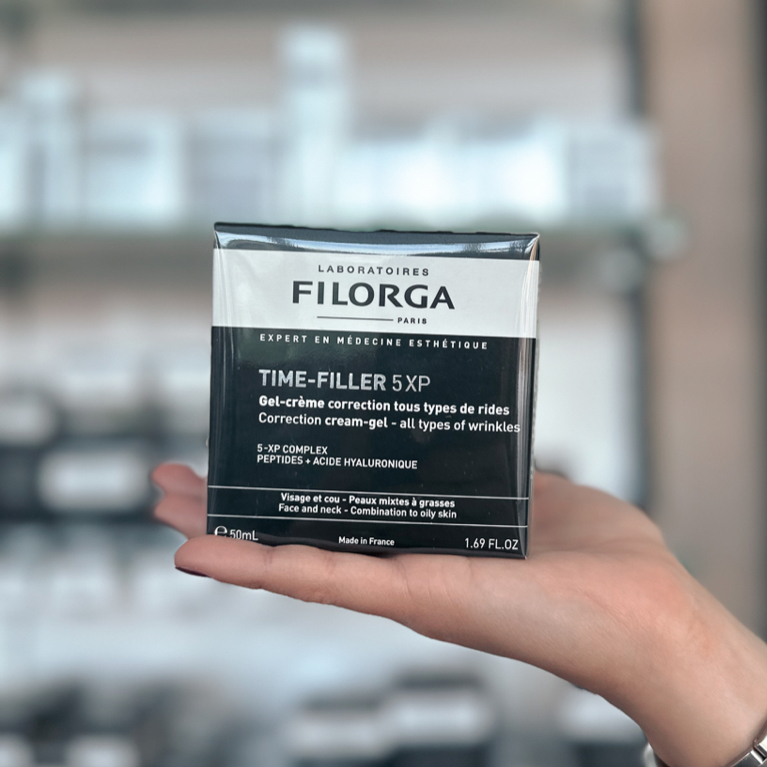 LABORATOIRES
FILORGA
PARIS
EXPERT EN MÉDECINE ESTHÉTIQUE
TIME-FILLER 5XP
Gel-crème correction tous types de rides
Correction cream-gel - all types of wrinkles
5-XP COMPLEX
PEPTIDES + ACIDE HYALURONIQUE
Visage et cou - Peaux mixtes à grasses
Face and neck - Combination to oily skin
℮ 50mL Made in France 1.69 FL.OZ